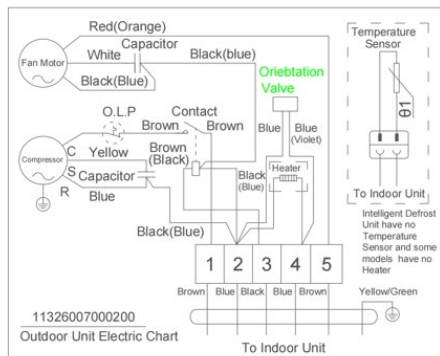 Red(Orange)
Capacitor
White
Fan Motor
Black(blue)
Black(Blue)
Oriebtation
Valve
O.L.P
Contact
Brown
Brown
Blue
Blue
(Violet)
Compressor
C
Yellow
S
Capacitor
R
Blue
Brown
(Black)
Black
(Blue)
Heater
Black(Blue)
1 2 3 4 5
Brown Blue Black Blue Brown
Yellow/Green
11326007000200
Outdoor Unit Electric Chart
To Indoor Unit
Temperature
Sensor
θ1
To Indoor Unit
Intelligent Defrost
Unit have no
Temperature
Sensor and some
models have no
Heater